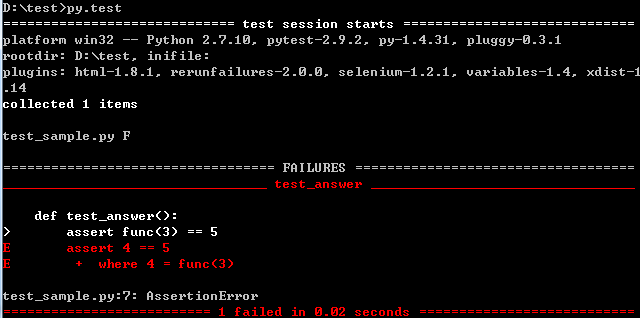 D:\test>py.test
============================= test session starts =============================
platform win32 -- Python 2.7.10, pytest-2.9.2, py-1.4.31, pluggy-0.3.1
rootdir: D:\test, inifile:
plugins: html-1.8.1, rerunfailures-2.0.0, selenium-1.2.1, variables-1.4, xdist-1
.14
collected 1 items
test_sample.py F
================================== FAILURES ===================================
_________________________________ test_answer _________________________________
def test_answer():
>       assert func(3) == 5
E       assert 4 == 5
E        +  where 4 = func(3)
test_sample.py:7: AssertionError
========================== 1 failed in 0.02 seconds ===========================